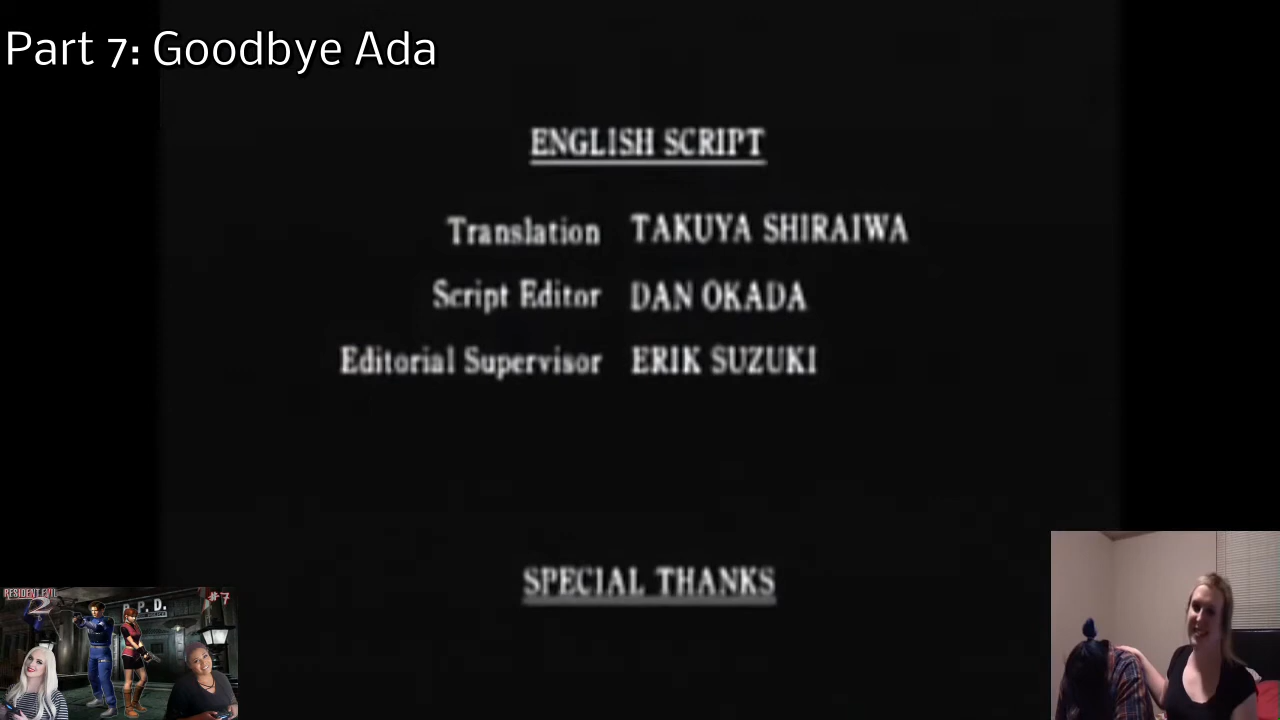 Part 7: Goodbye Ada
ENGLISH SCRIPT
Translation TAKUYA SHIRAIWA
Script Editor DAN OKADA
Editorial Supervisor ERIK SUZUKI
SPECIAL THANKS
RESIDENT EVIL
2
R.P.D.
#7